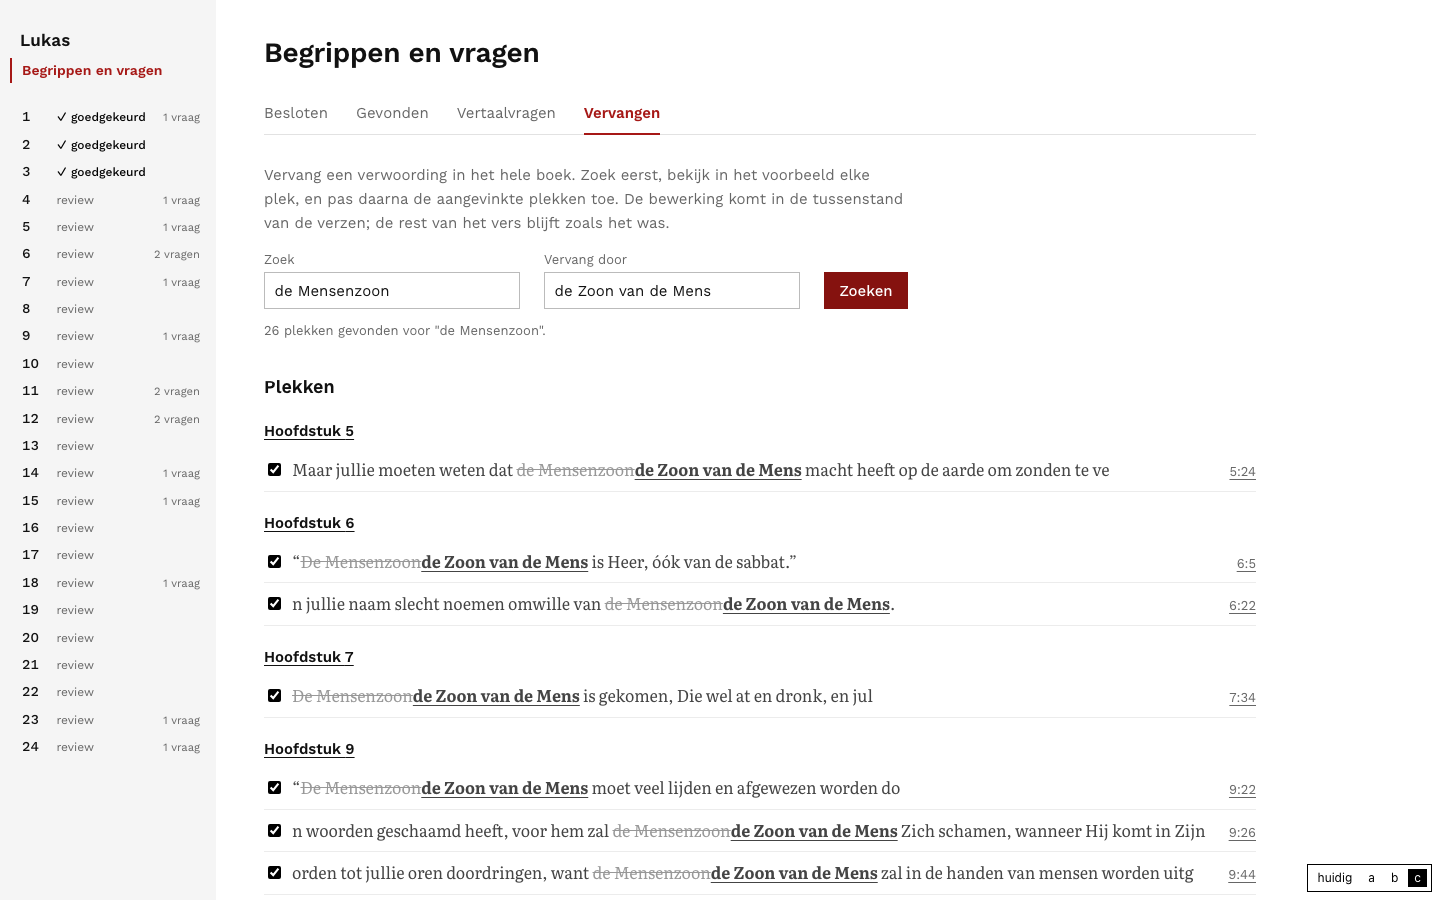 Lukas
Begrippen en vragen
1 ✓ goedgekeurd 1 vraag
2 ✓ goedgekeurd
3 ✓ goedgekeurd
4 review 1 vraag
5 review 1 vraag
6 review 2 vragen
7 review 1 vraag
8 review
9 review 1 vraag
10 review
11 review 2 vragen
12 review 2 vragen
13 review
14 review 1 vraag
15 review 1 vraag
16 review
17 review
18 review 1 vraag
19 review
20 review
21 review
22 review
23 review 1 vraag
24 review 1 vraag
Begrippen en vragen
Besloten Gevonden Vertaalvragen Vervangen
Vervang een verwoording in het hele boek. Zoek eerst, bekijk in het voorbeeld elke
plek, en pas daarna de aangevinkte plekken toe. De bewerking komt in de tussenstand
van de verzen; de rest van het vers blijft zoals het was.
Zoek Vervang door
de Mensenzoon de Zoon van de Mens Zoeken
26 plekken gevonden voor "de Mensenzoon".
Plekken
Hoofdstuk 5
Maar jullie moeten weten dat de Mensenzoonde Zoon van de Mens macht heeft op de aarde om zonden te ve 5:24
Hoofdstuk 6
“De Mensenzoonde Zoon van de Mens is Heer, óók van de sabbat.” 6:5
n jullie naam slecht noemen omwille van de Mensenzoonde Zoon van de Mens. 6:22
Hoofdstuk 7
De Mensenzoonde Zoon van de Mens is gekomen, Die wel at en dronk, en jul 7:34
Hoofdstuk 9
“De Mensenzoonde Zoon van de Mens moet veel lijden en afgewezen worden do 9:22
n woorden geschaamd heeft, voor hem zal de Mensenzoonde Zoon van de Mens Zich schamen, wanneer Hij komt in Zijn 9:26
orden tot jullie oren doordringen, want de Mensenzoonde Zoon van de Mens zal in de handen van mensen worden uitg 9:44
huidig a b c